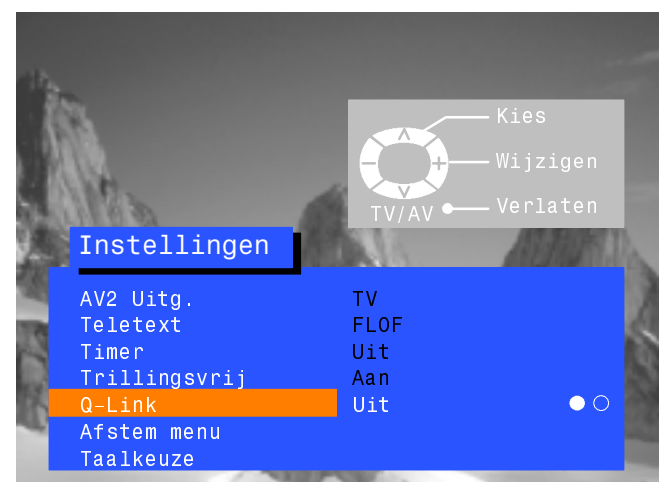 Kies
Wijzigen
TV/AV Verlaten
Instellingen
AV2 Uitg. TV
Teletext FLOF
Timer Uit
Trillingsvrij Aan
Q-Link Uit
Afstem menu
Taalkeuze